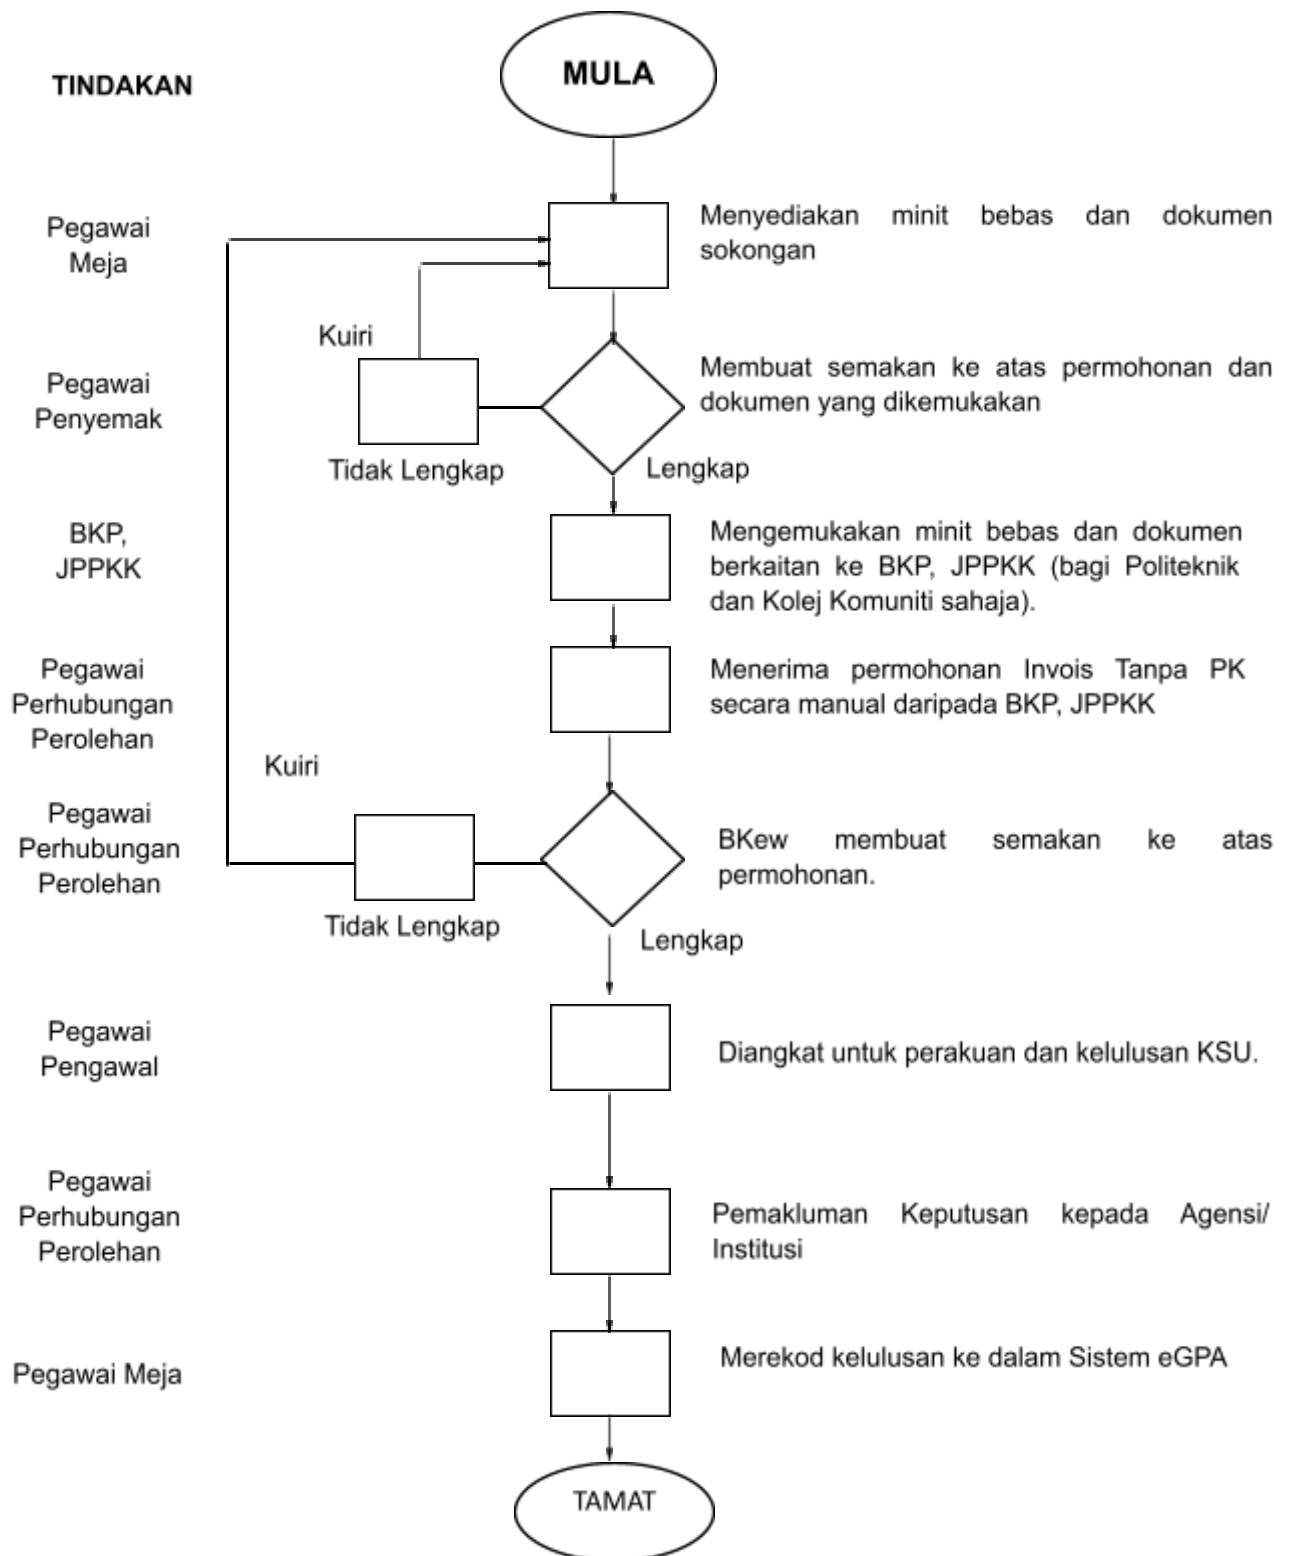 MULA
TINDAKAN
Pegawai
Meja
Menyediakan minit bebas dan dokumen
sokongan
Kuiri
Pegawai
Penyemak
Membuat semakan ke atas permohonan dan
dokumen yang dikemukakan
Tidak Lengkap
Lengkap
BKP,
JPPKK
Mengemukakan minit bebas dan dokumen
berkaitan ke BKP, JPPKK (bagi Politeknik
dan Kolej Komuniti sahaja).
Pegawai
Perhubungan
Perolehan
Menerima permohonan Invois Tanpa PK
secara manual daripada BKP, JPPKK
Kuiri
Pegawai
Perhubungan
Perolehan
BKew membuat semakan ke atas
permohonan.
Tidak Lengkap
Lengkap
Pegawai
Pengawal
Diangkat untuk perakuan dan kelulusan KSU.
Pegawai
Perhubungan
Perolehan
Pemakluman Keputusan kepada Agensi/
Institusi
Pegawai Meja
Merekod kelulusan ke dalam Sistem eGPA
TAMAT